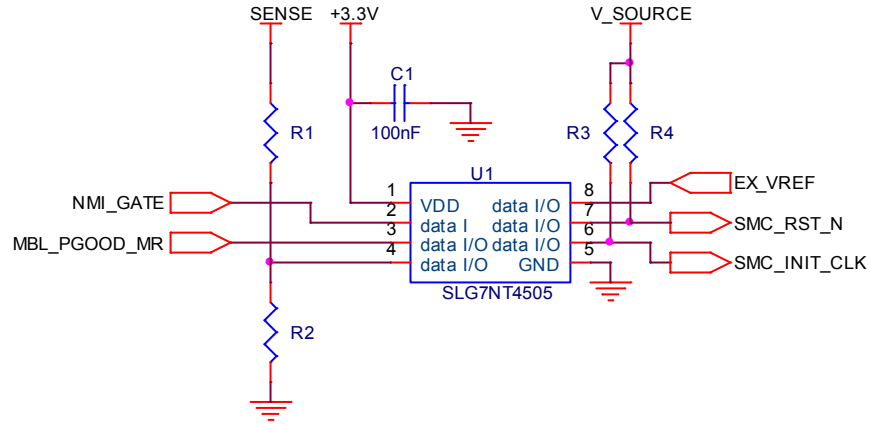 SENSE +3.3V V_SOURCE
C1
100nF
R1 R3 R4
U1
NMI_GATE 1 VDD data I/O 8 EX_VREF
2 data I data I/O 7 SMC_RST_N
MBL_PGOOD_MR 3 data I/O data I/O 6
4 data I/O GND 5 SMC_INIT_CLK
SLG7NT4505
R2